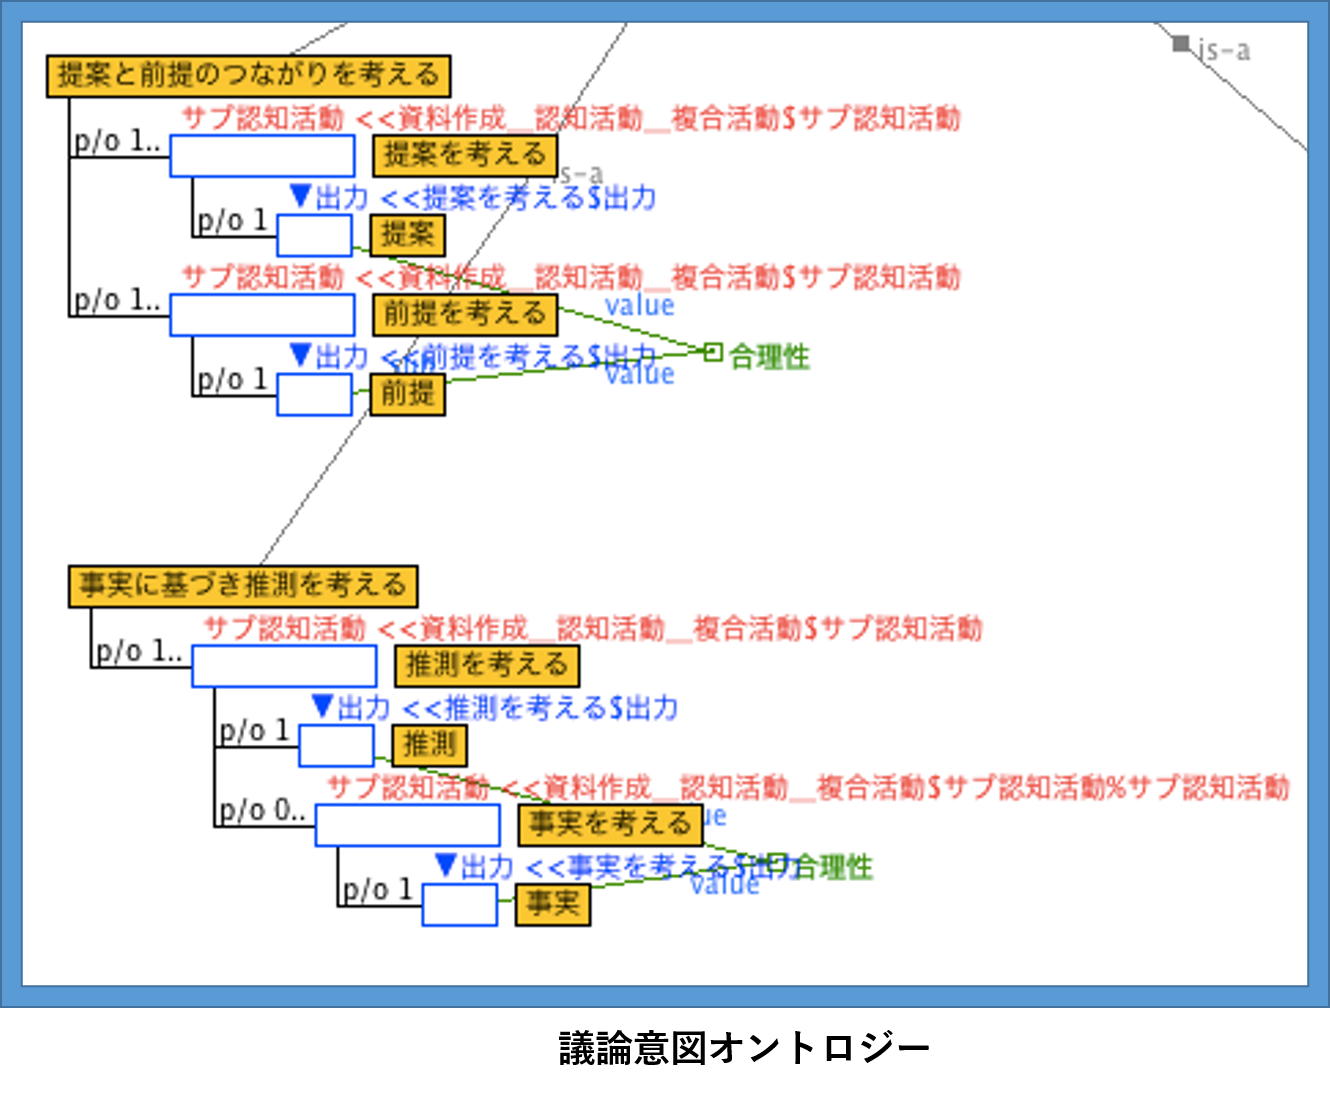 is-a
提案と前提のつながりを考える
サブ認知活動 <<資料作成__認知活動__複合活動$サブ認知活動
p/o 1..
提案を考える
is-a
▼出力 <<提案を考える$出力
p/o 1
提案
サブ認知活動 <<資料作成__認知活動__複合活動$サブ認知活動
p/o 1..
前提を考える
value
▼出力 <<前提を考える$出力
合理性
value
p/o 1
前提
事実に基づき推測を考える
サブ認知活動 <<資料作成__認知活動__複合活動$サブ認知活動
p/o 1..
推測を考える
▼出力 <<推測を考える$出力
p/o 1
推測
サブ認知活動 <<資料作成__認知活動__複合活動$サブ認知活動%サブ認知活動
p/o 0..
事実を考える
ue
▼出力 <<事実を考える$出力
合理性
value
p/o 1
事実
議論意図オントロジー